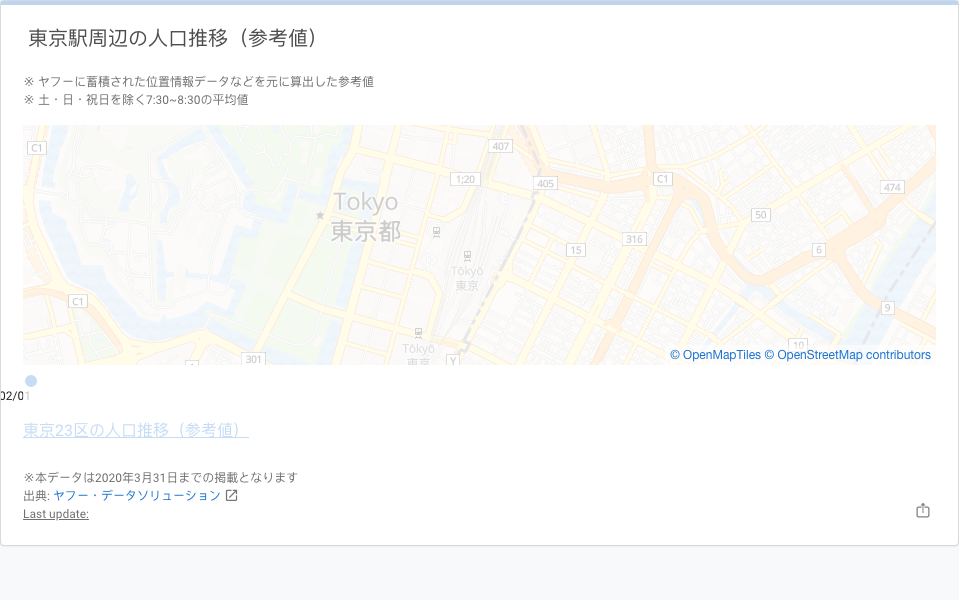 東京駅周辺の人口推移（参考値）
※ ヤフーに蓄積された位置情報データなどを元に算出した参考値
※ 土・日・祝日を除く7:30~8:30の平均値
C1
407
1;20
405
C1
474
Tokyo
東京都
50
316
15
6
Tōkyō
東京
C1
9
10
Tōkyō
東京
301
Y
© OpenMapTiles © OpenStreetMap contributors
02/01
東京23区の人口推移（参考値）
※本データは2020年3月31日までの掲載となります
出典: ヤフー・データソリューション
Last update: